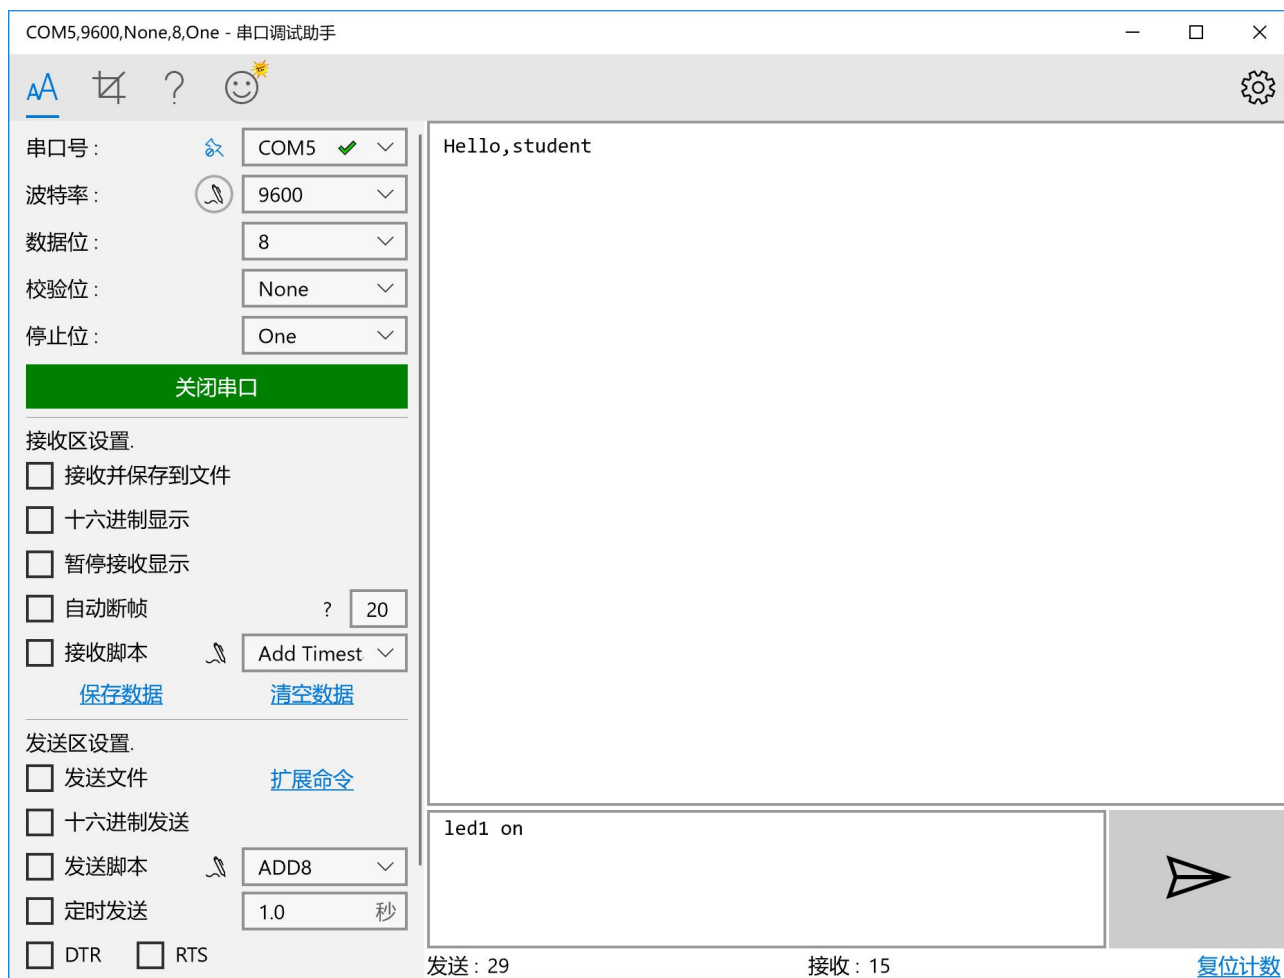 COM5,9600,None,8,One - 串口调试助手
AA
串口号 : COM5
波特率 : 9600
数据位 : 8
校验位 : None
停止位 : One
关闭串口
接收区设置.
接收并保存到文件
十六进制显示
暂停接收显示
自动断帧 ? 20
接收脚本 Add Timest
保存数据 清空数据
发送区设置.
发送文件 扩展命令
十六进制发送
发送脚本 ADD8
定时发送 1.0 秒
DTR RTS
Hello,student
led1 on
发送 : 29 接收 : 15 复位计数